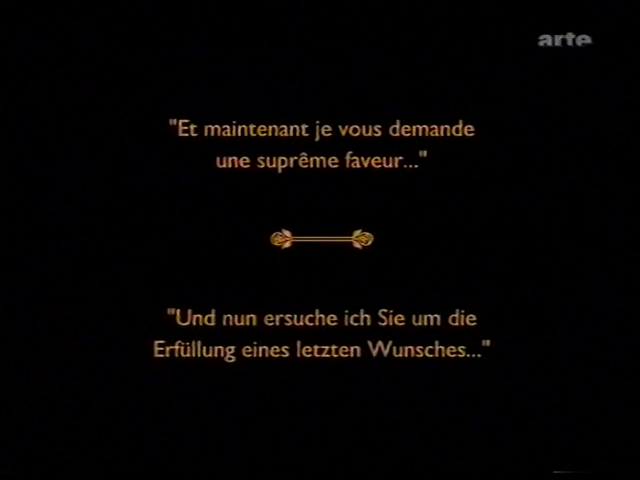 arte
"Et maintenant je vous demande
une suprême faveur..."
"Und nun ersuche ich Sie um die
Erfüllung eines letzten Wunsches..."